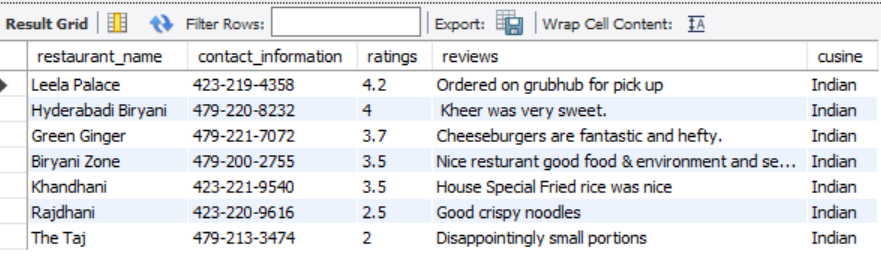 Result Grid Filter Rows: Export: Wrap Cell Content: IA
restaurant_name contact_information ratings reviews cusine
Leela Palace 423-219-4358 4.2 Ordered on grubhub for pick up Indian
Hyderabadi Biryani 479-220-8232 4 Kheer was very sweet. Indian
Green Ginger 479-221-7072 3.7 Cheeseburgers are fantastic and hefty. Indian
Biryani Zone 479-200-2755 3.5 Nice resturant good food & environment and se... Indian
Khandhani 423-221-9540 3.5 House Special Fried rice was nice Indian
Rajdhani 423-220-9616 2.5 Good crispy noodles Indian
The Taj 479-213-3474 2 Disappointingly small portions Indian